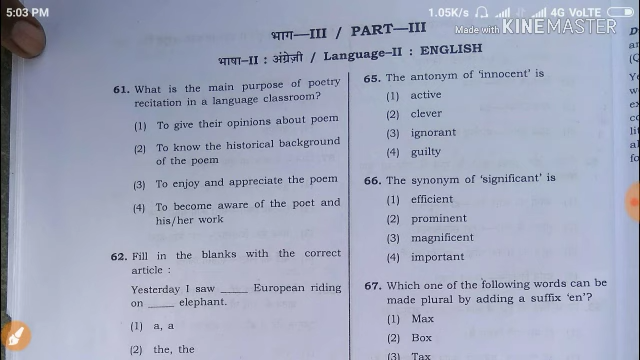 5:03 PM
1.05K/s
4G VoLTE
Made with KINEMASTER
भाग—III / PART—III
भाषा—II : अंग्रेज़ी / Language—II : ENGLISH
61. What is the main purpose of poetry
recitation in a language classroom?
(1) To give their opinions about poem
(2) To know the historical background
of the poem
(3) To enjoy and appreciate the poem
(4) To become aware of the poet and
his/her work
62. Fill in the blanks with the correct
article :
Yesterday I saw ____ European riding
on ____ elephant.
(1) a, a
(2) the, the
65. The antonym of 'innocent' is
(1) active
(2) clever
(3) ignorant
(4) guilty
66. The synonym of 'significant' is
(1) efficient
(2) prominent
(3) magnificent
(4) important
67. Which one of the following words can be
made plural by adding a suffix 'en'?
(1) Max
(2) Box
(3) Tax